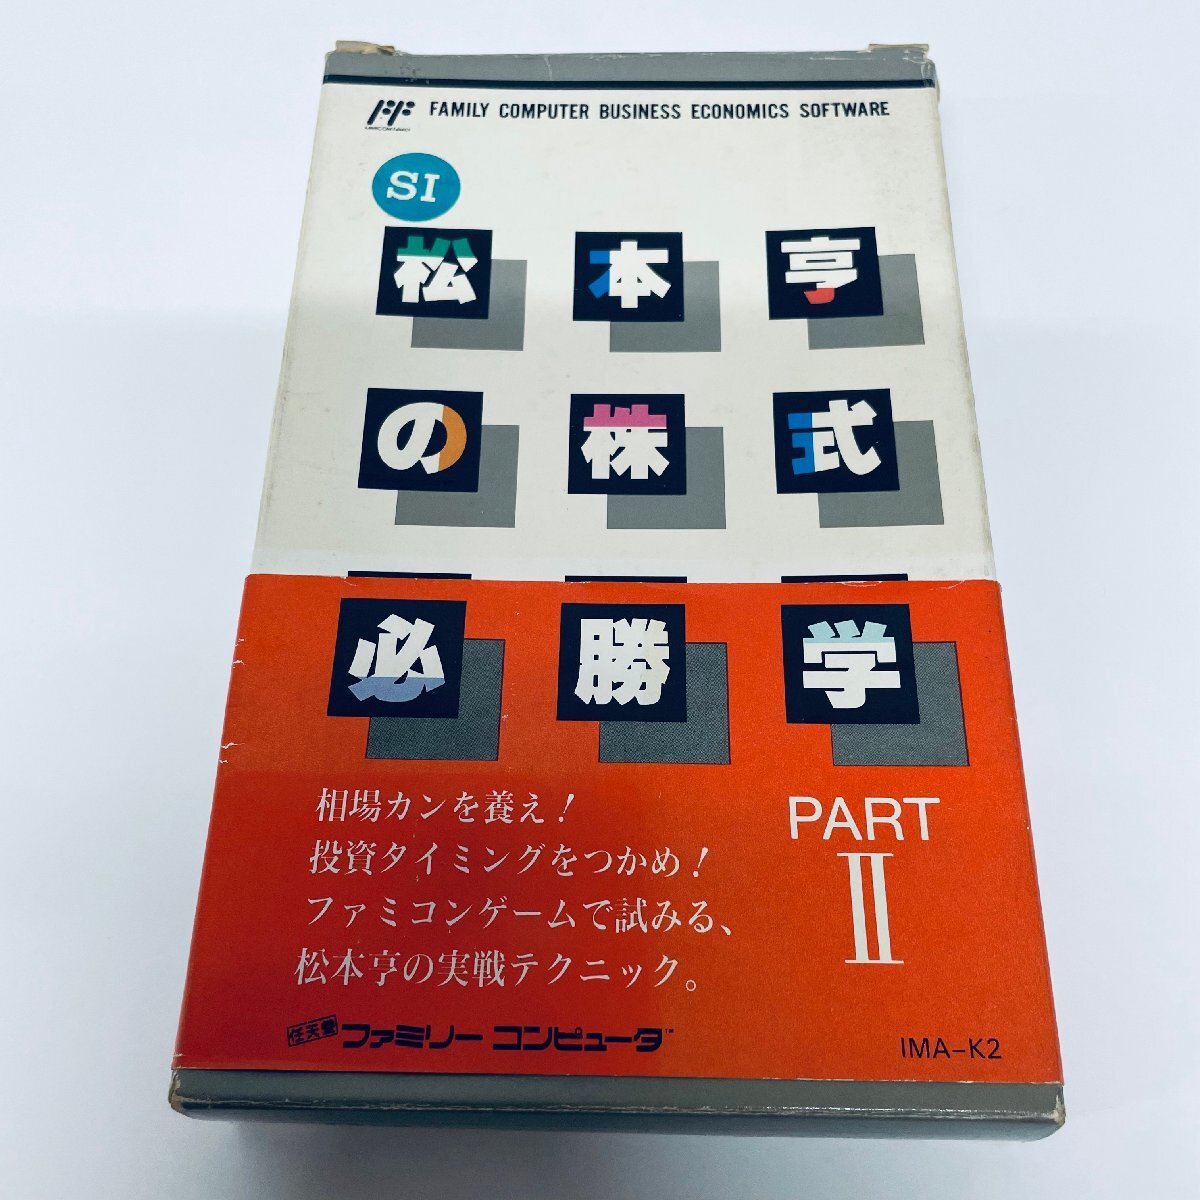 FAMILY COMPUTER BUSINESS ECONOMICS SOFTWARE
SI
松本亨
の株式
必勝学
相場カンを養え!
投資タイミングをつかめ!
ファミコンゲームで試みる、
松本亨の実戦テクニック。
PART
II
任天堂 ファミリーコンピュータ™
IMA-K2